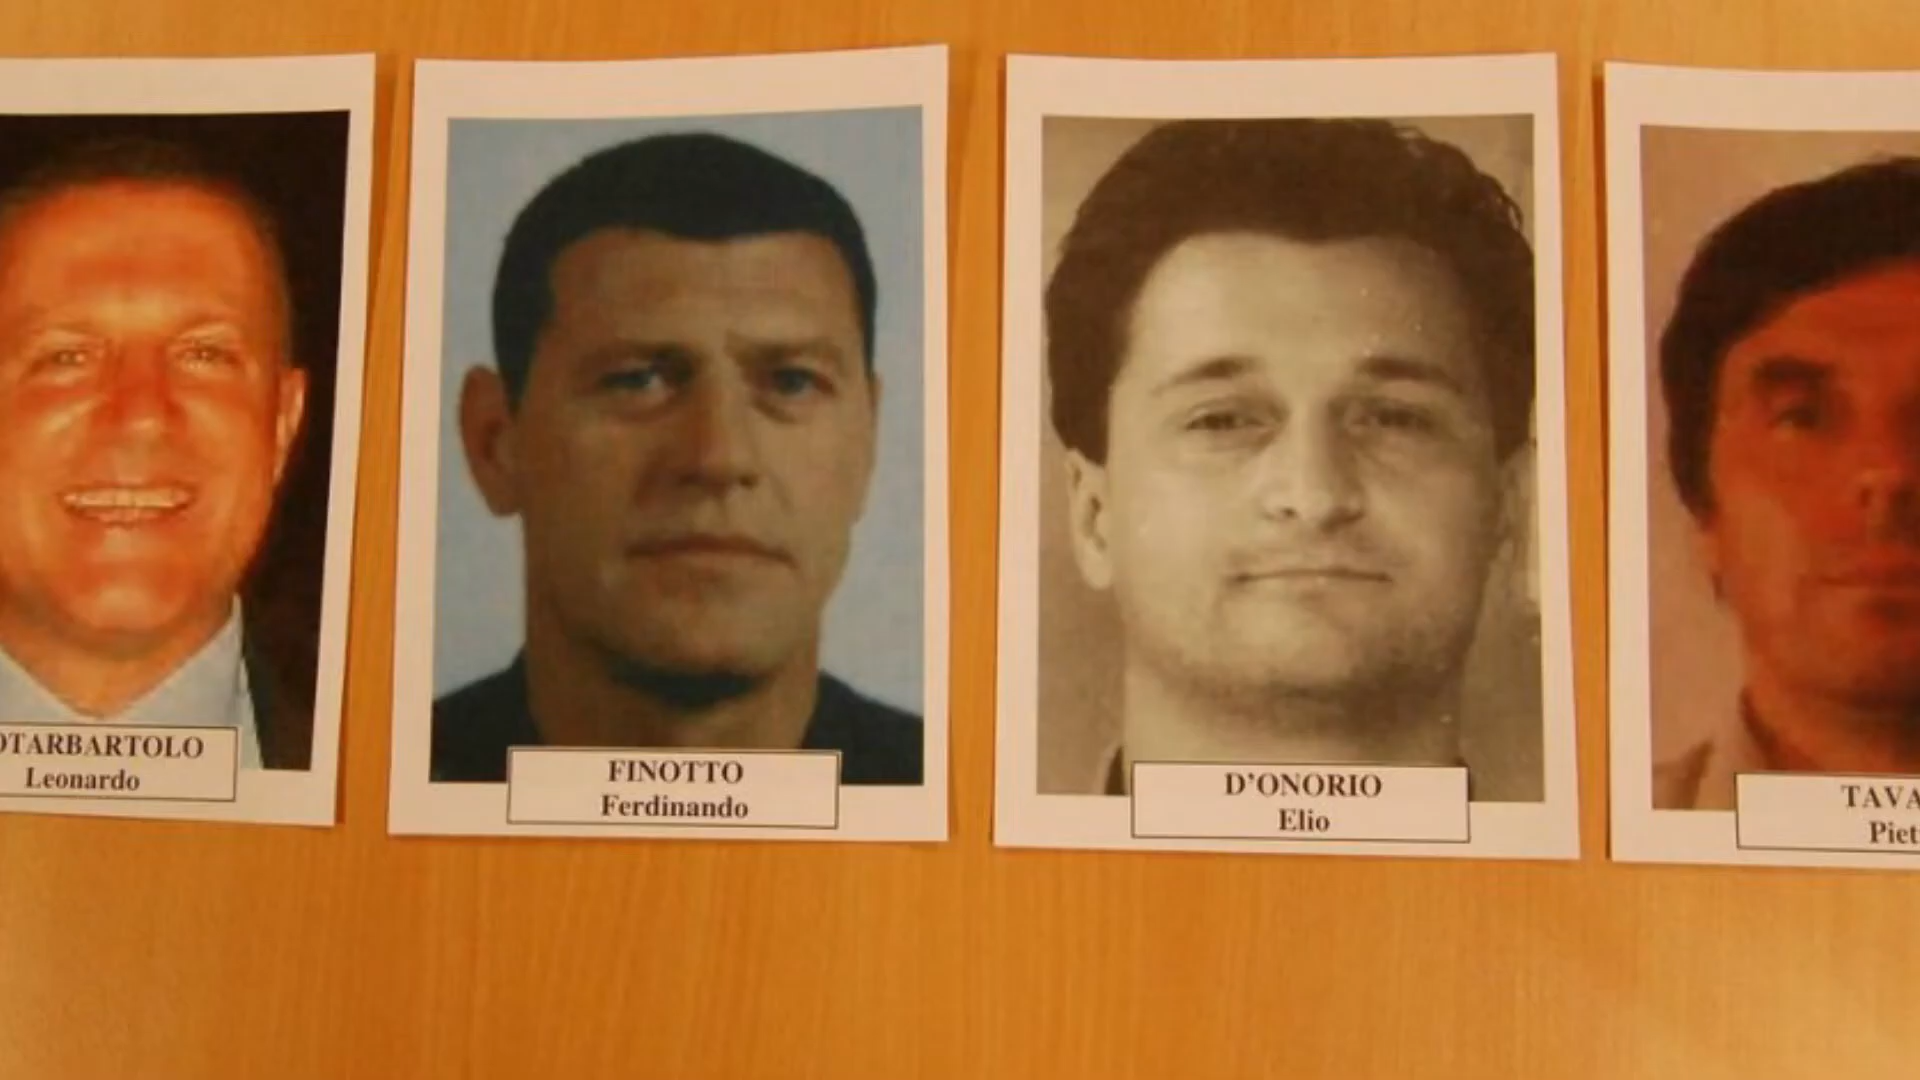 OTARBARTOLO
Leonardo
FINOTTO
Ferdinando
D'ONORIO
Elio
TAVA
Piet